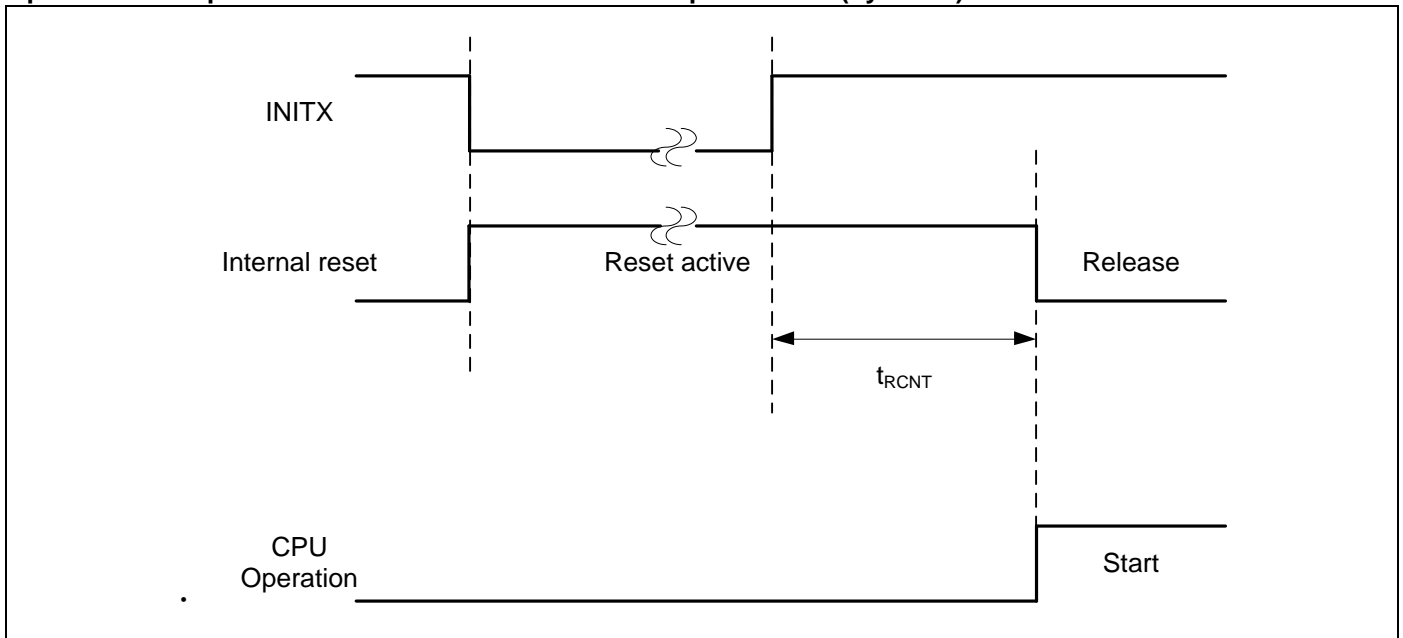 INITX
Internal reset
Reset active
Release
tRCNT
CPU
Operation
Start